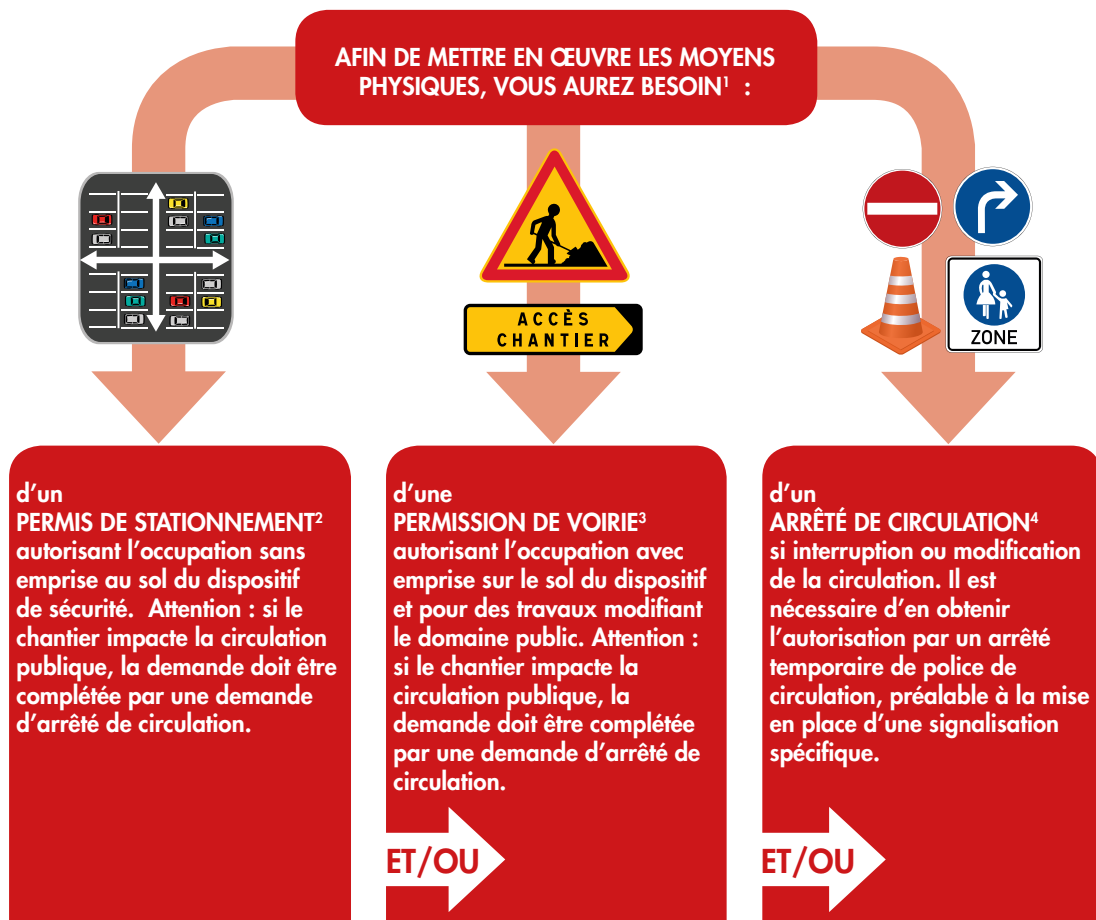 AFIN DE METTRE EN ŒUVRE LES MOYENS
PHYSIQUES, VOUS AUREZ BESOIN¹ :
ACCÈS
CHANTIER
ZONE
d’un
PERMIS DE STATIONNEMENT²
autorisant l’occupation sans
emprise au sol du dispositif
de sécurité. Attention : si le
chantier impacte la circulation
publique, la demande doit être
complétée par une demande
d’arrêté de circulation.
d’une
PERMISSION DE VOIRIE³
autorisant l’occupation avec
emprise sur le sol du dispositif
et pour des travaux modifiant
le domaine public. Attention :
si le chantier impacte la
circulation publique, la
demande doit être complétée
par une demande d’arrêté de
circulation.
ET/OU
d’un
ARRÊTÉ DE CIRCULATION⁴
si interruption ou modification
de la circulation. Il est
nécessaire d’en obtenir
l’autorisation par un arrêté
temporaire de police de
circulation, préalable à la mise
en place d’une signalisation
spécifique.
ET/OU